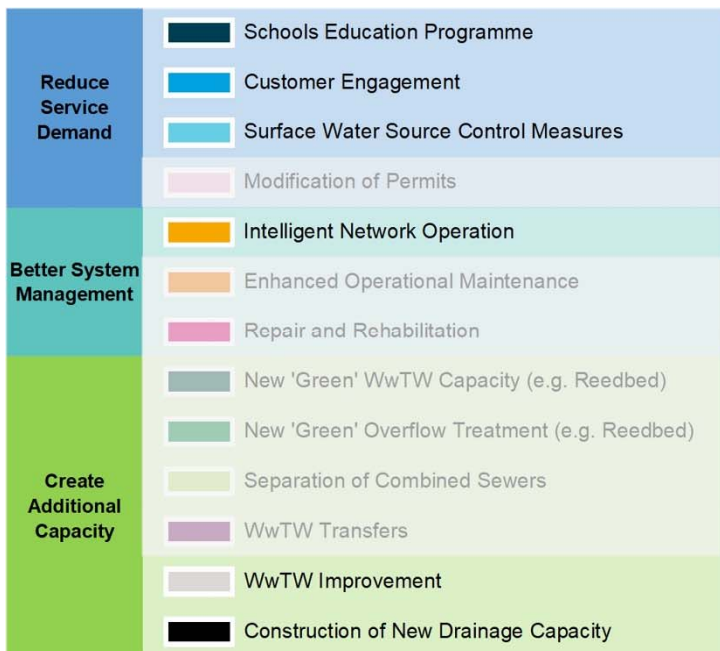 Reduce
Service
Demand
Schools Education Programme
Customer Engagement
Surface Water Source Control Measures
Modification of Permits
Better System
Management
Intelligent Network Operation
Enhanced Operational Maintenance
Repair and Rehabilitation
Create
Additional
Capacity
New 'Green' WwTW Capacity (e.g. Reedbed)
New 'Green' Overflow Treatment (e.g. Reedbed)
Separation of Combined Sewers
WwTW Transfers
WwTW Improvement
Construction of New Drainage Capacity